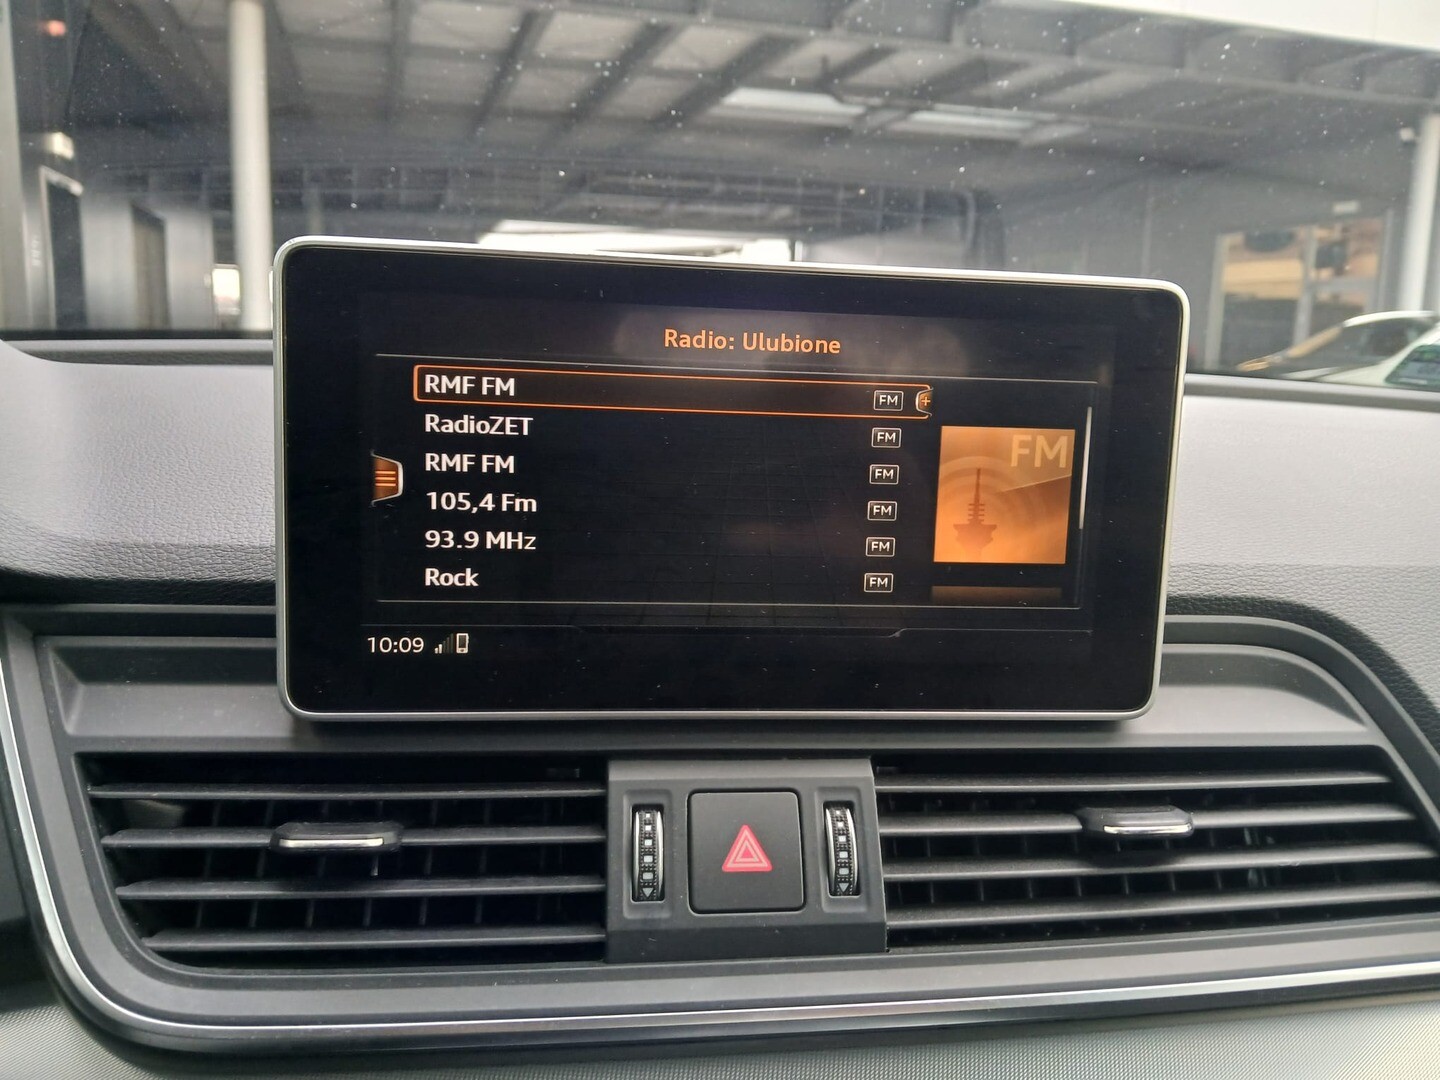 Radio: Ulubione
RMF FM FM
RadioZET FM
RMF FM FM
105,4 Fm FM
93.9 MHz FM
Rock FM
FM
10:09